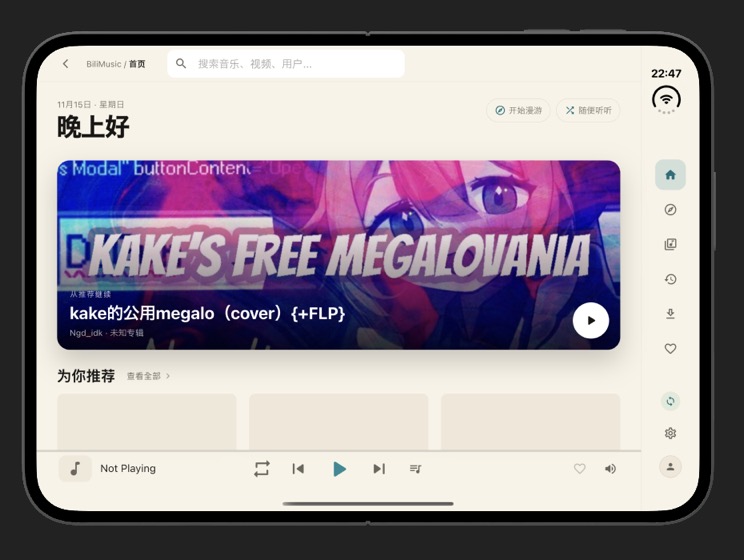 BiliMusic / 首页
搜索音乐、视频、用户...
22:47
11月15日 · 星期日
晚上好
开始漫游
随便听听
s Modal" buttonContent=
KAKE'S FREE MEGALOVANIA
从推荐继续
kake的公用megalo（cover）{+FLP}
Ngd_idk · 未知专辑
为你推荐
查看全部
Not Playing